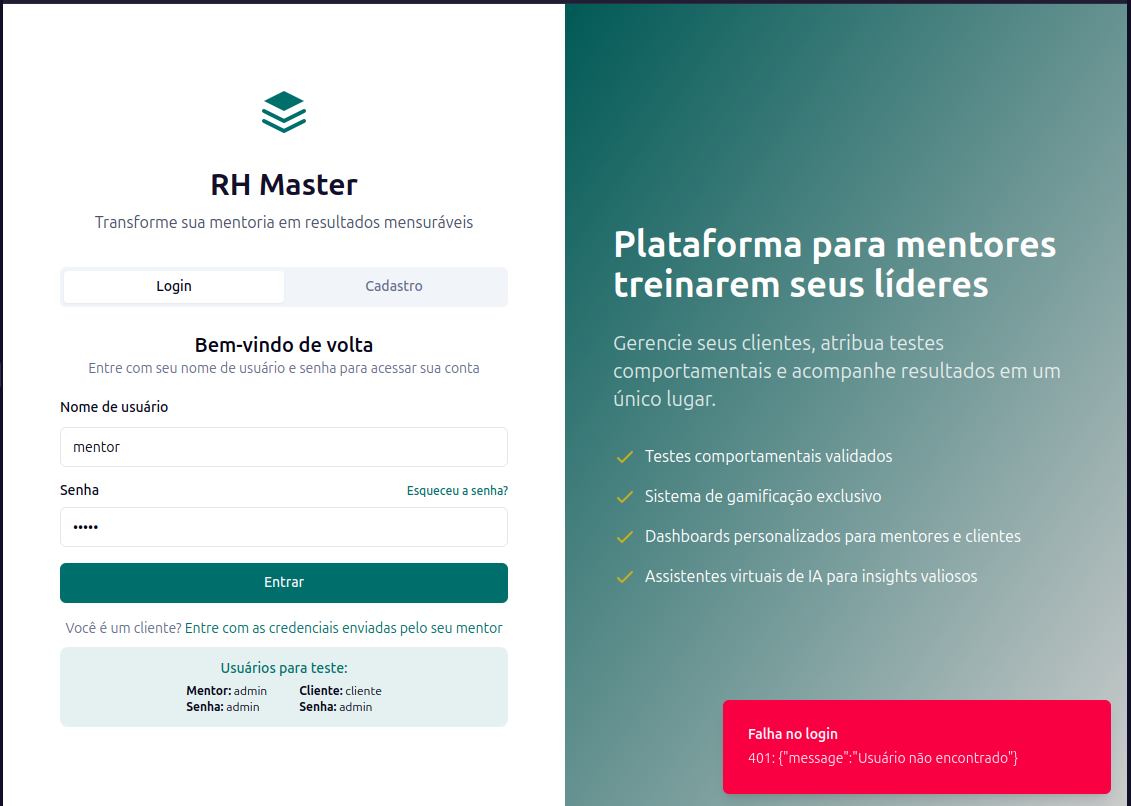 RH Master
Transforme sua mentoria em resultados mensuráveis
Login
Cadastro
Bem-vindo de volta
Entre com seu nome de usuário e senha para acessar sua conta
Nome de usuário
mentor
Senha
Esqueceu a senha?
•••••
Entrar
Você é um cliente? Entre com as credenciais enviadas pelo seu mentor
Usuários para teste:
Mentor: admin
Senha: admin
Cliente: cliente
Senha: admin
Plataforma para mentores
treinarem seus líderes
Gerencie seus clientes, atribua testes
comportamentais e acompanhe resultados em um
único lugar.
Testes comportamentais validados
Sistema de gamificação exclusivo
Dashboards personalizados para mentores e clientes
Assistentes virtuais de IA para insights valiosos
Falha no login
401: {"message":"Usuário não encontrado"}